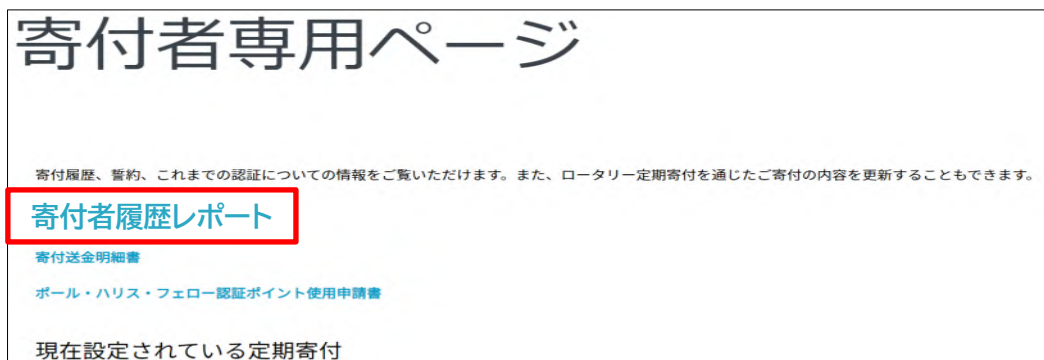 寄付者専用ページ
寄付履歴、誓約、これまでの認証についての情報をご覧いただけます。また、ロータリー定期寄付を通じたご寄付の内容を更新することもできます。
寄付者履歴レポート
寄付送金明細書
ポール・ハリス・フェロー認証ポイント使用申請書
現在設定されている定期寄付